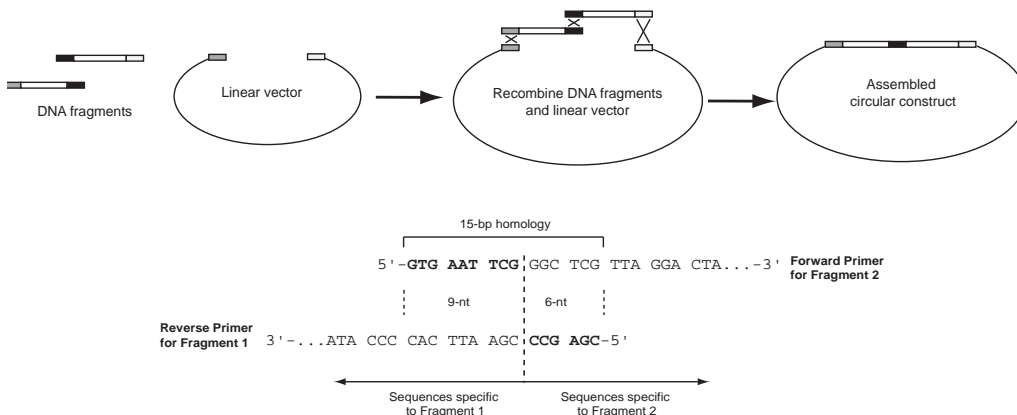 DNA fragments
Linear vector
Recombine DNA fragments
and linear vector
Assembled
circular construct
15-bp homology
5'-GTG AAT TCG GGC TCG TTA GGA CTA...-3'
Forward Primer
for Fragment 2
9-nt
6-nt
Reverse Primer
for Fragment 1
3'-...ATA CCC CAC TTA AGC CCG AGC-5'
Sequences specific
to Fragment 1
Sequences specific
to Fragment 2